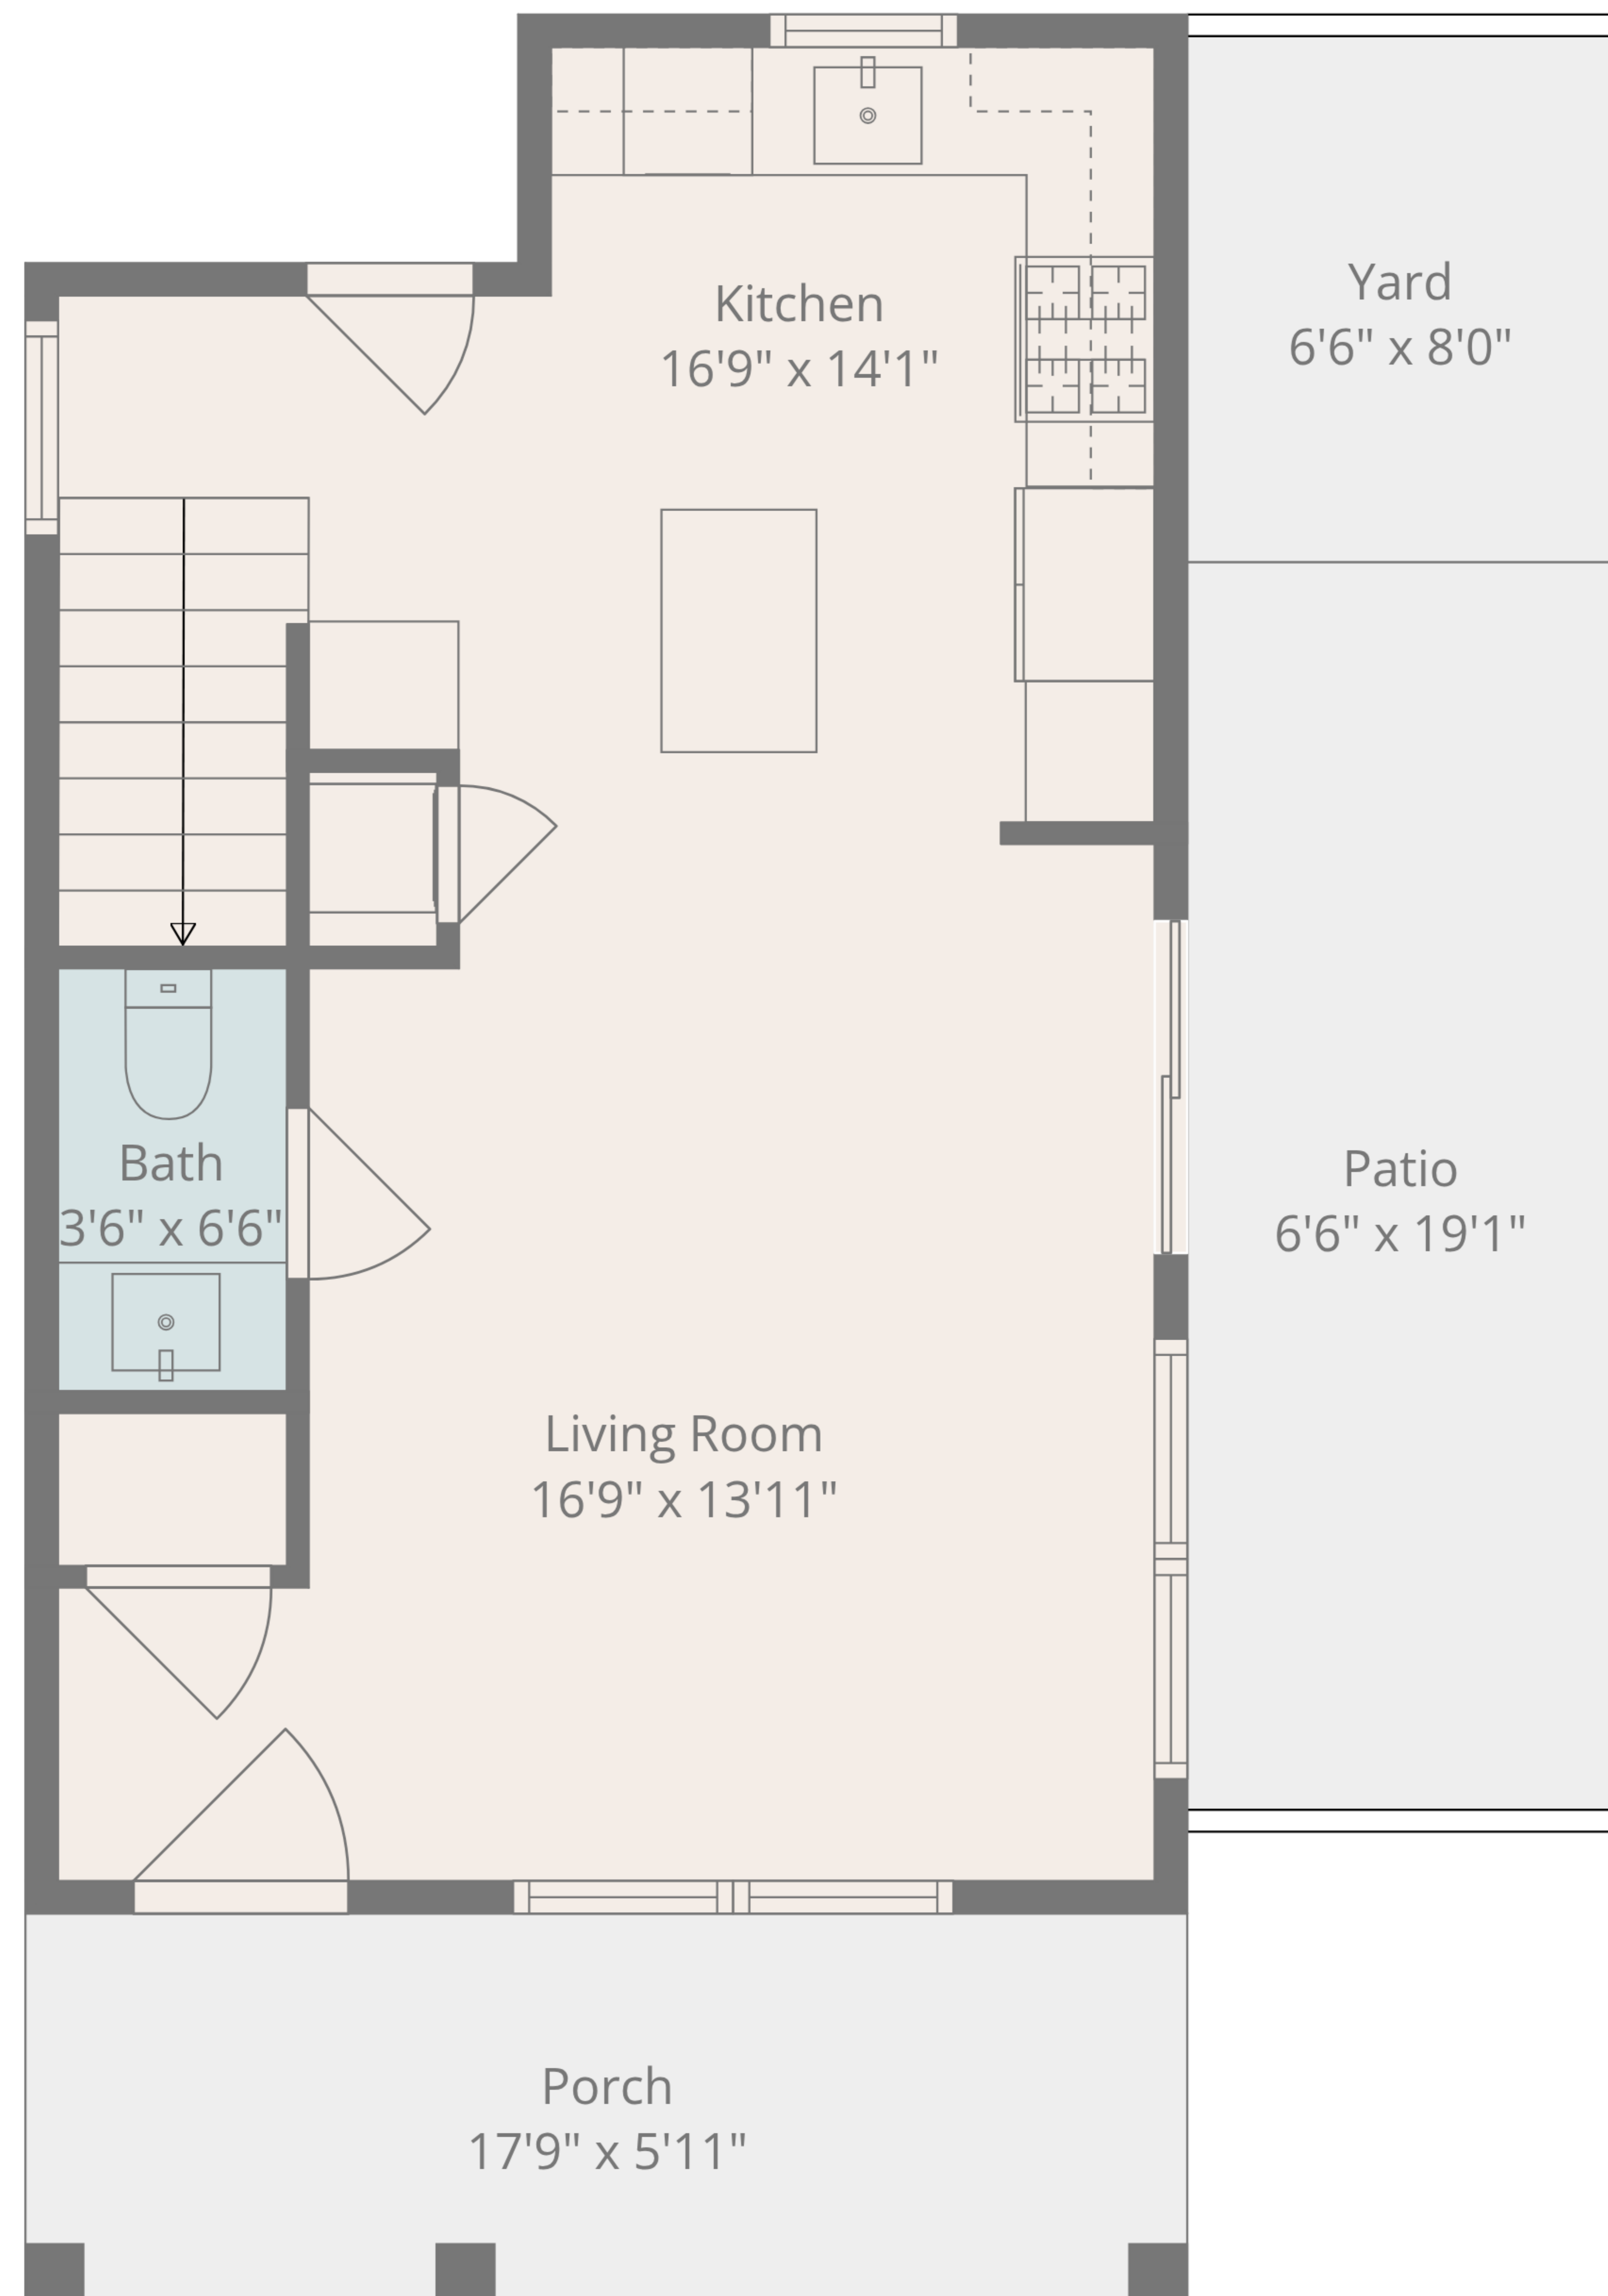 Kitchen
16'9" x 14'1"
Yard
6'6" x 8'0"
Bath
3'6" x 6'6"
Patio
6'6" x 19'1"
Living Room
16'9" x 13'11"
Porch
17'9" x 5'11"